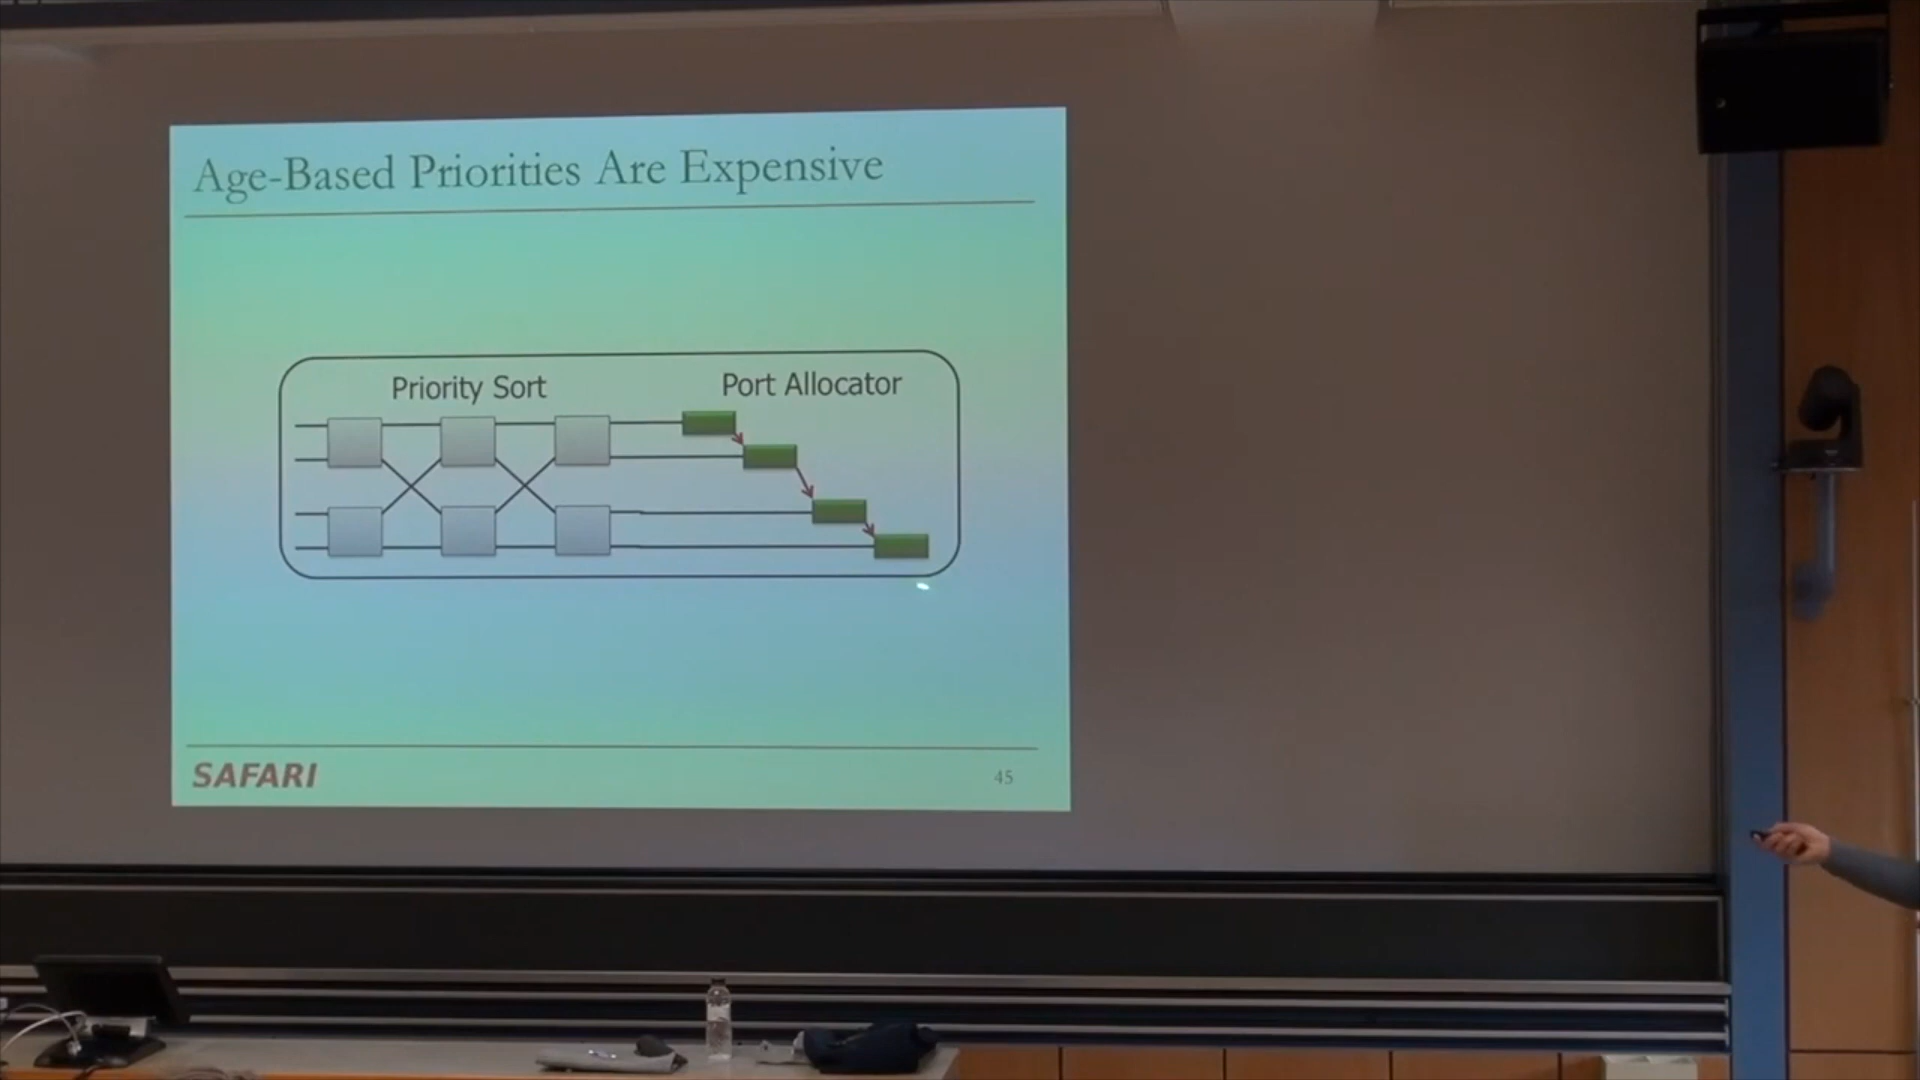 Age-Based Priorities Are Expensive
Priority Sort
Port Allocator
SAFARI
45